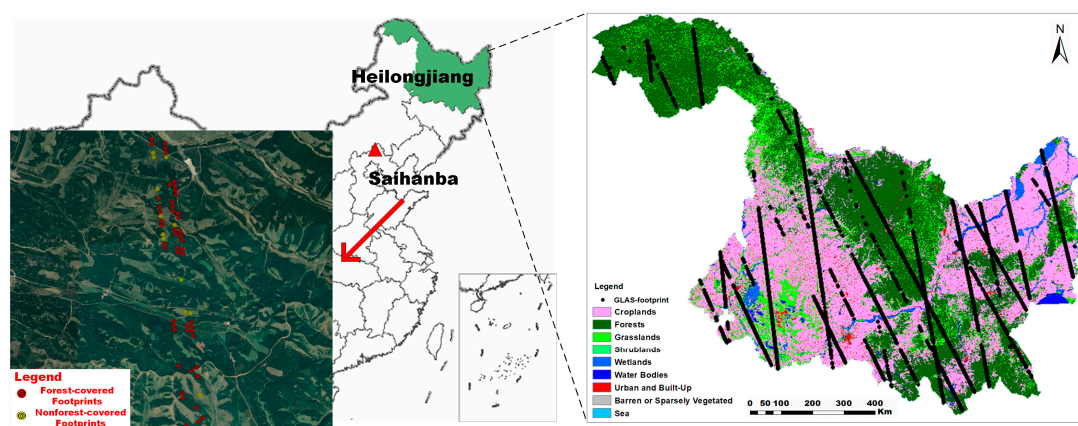 Heilongjiang
Saihanba
Legend
Forest-covered
Footprints
Nonforest-covered
Footprints
N
Legend
GLAS-footprint
Croplands
Forests
Grasslands
Shrublands
Wetlands
Water Bodies
Urban and Built-Up
Barren or Sparsely Vegetated
Sea
0 50 100 200 300 400
Km